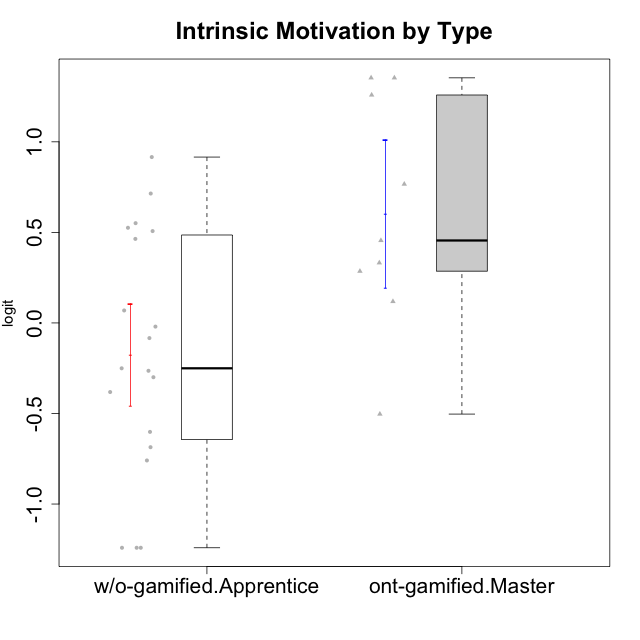 Intrinsic Motivation by Type
logit
1.0
0.5
0.0
-0.5
-1.0
w/o-gamified.Apprentice
ont-gamified.Master